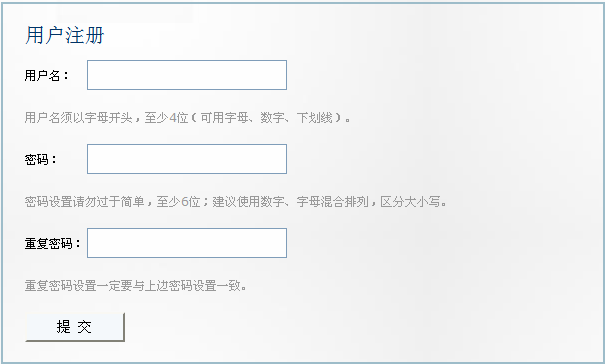 用户注册
用户名：
用户名须以字母开头，至少4位（可用字母、数字、下划线）。
密码：
密码设置请勿过于简单，至少6位；建议使用数字、字母混合排列，区分大小写。
重复密码：
重复密码设置一定要与上边密码设置一致。
提 交